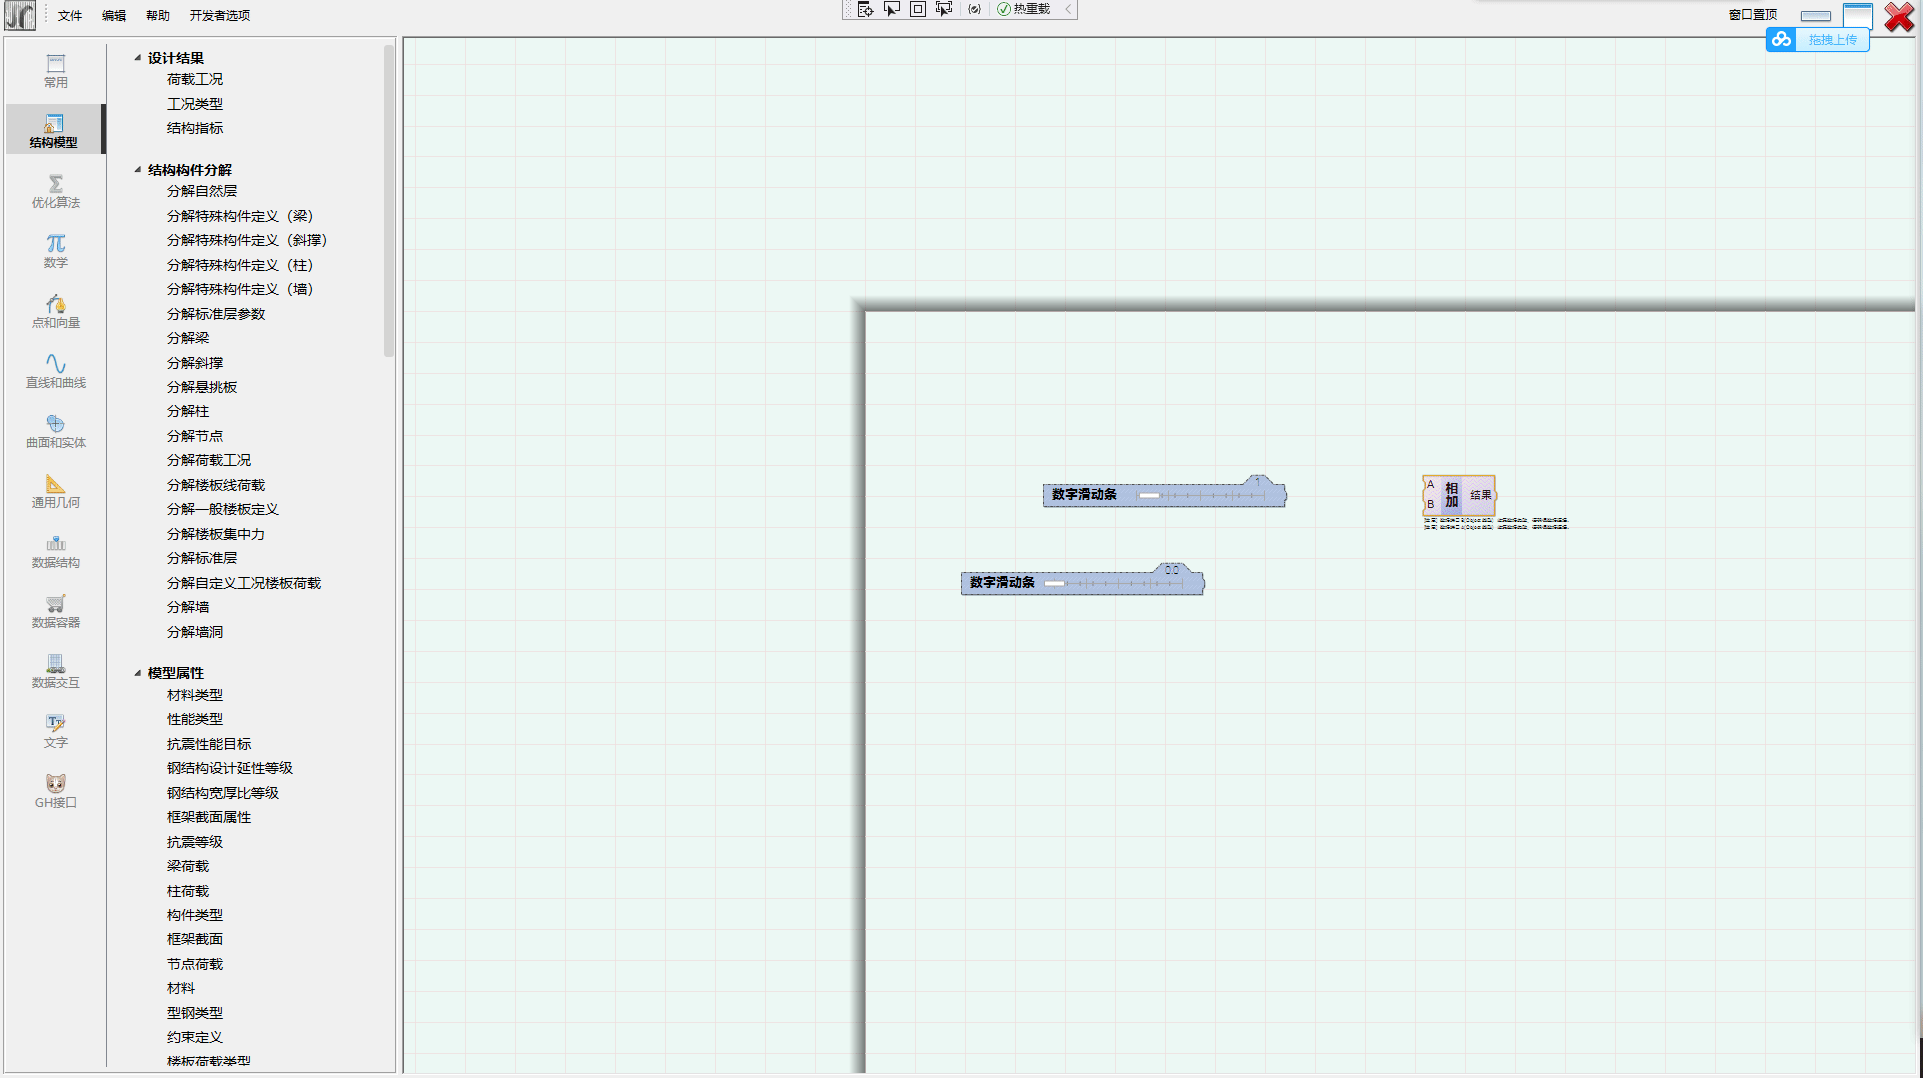 文件 编辑 帮助 开发者选项
热重载
窗口置顶
拖拽上传
常用
结构模型
优化算法
数学
点和向量
直线和曲线
曲面和实体
通用几何
数据结构
数据容器
数据交互
文字
GH接口
设计结果
荷载工况
工况类型
结构指标
结构构件分解
分解自然层
分解特殊构件定义（梁）
分解特殊构件定义（斜撑）
分解特殊构件定义（柱）
分解特殊构件定义（墙）
分解标准层参数
分解梁
分解斜撑
分解悬挑板
分解柱
分解节点
分解荷载工况
分解楼板线荷载
分解一般楼板定义
分解楼板集中力
分解标准层
分解自定义工况楼板荷载
分解墙
分解墙洞
模型属性
材料类型
性能类型
抗震性能目标
钢结构设计延性等级
钢结构宽厚比等级
框架截面属性
抗震等级
梁荷载
柱荷载
构件类型
框架截面
节点荷载
材料
型钢类型
约束定义
楼板荷载类型
数字滑动条 1
数字滑动条 0.0
A
B
相加
结果